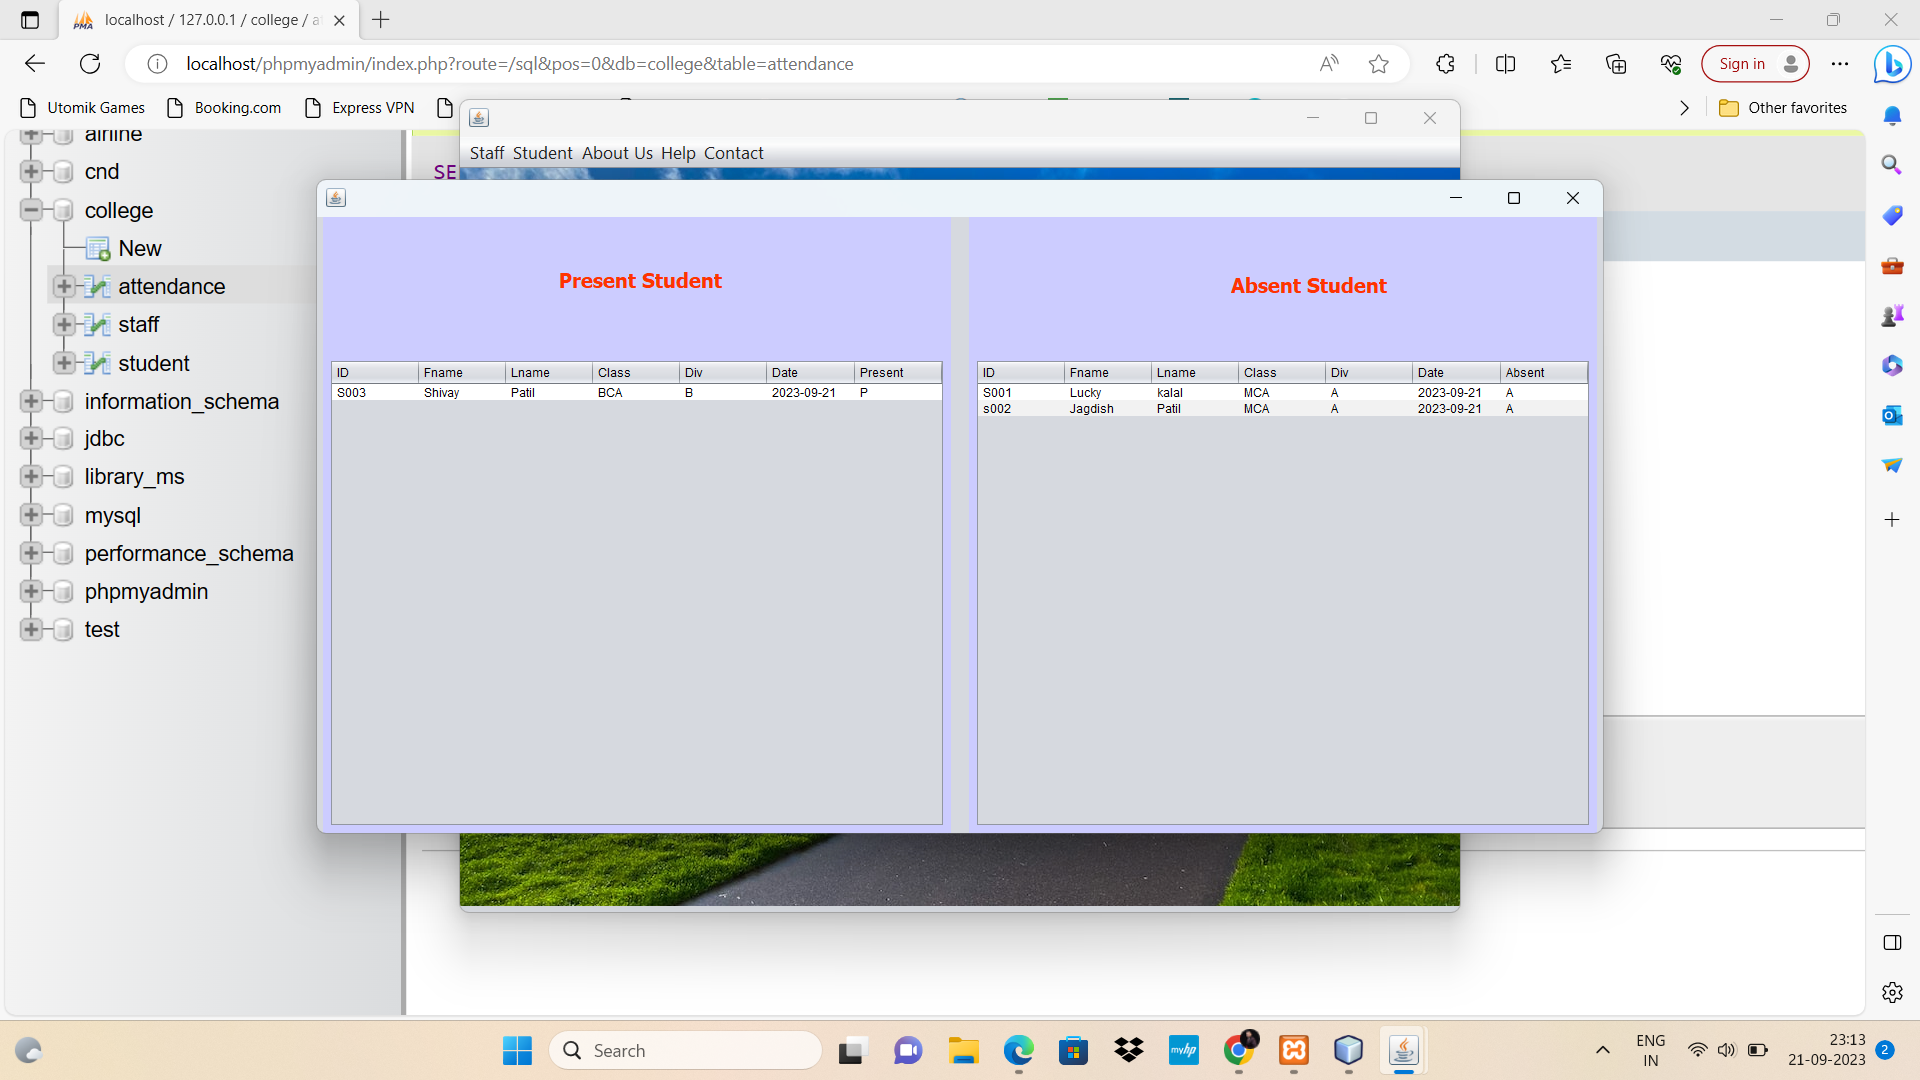 localhost / 127.0.0.1 / college / a
localhost/phpmyadmin/index.php?route=/sql&pos=0&db=college&table=attendance
Sign in
Utomik Games
Booking.com
Express VPN
Other favorites
airline
cnd
college
New
attendance
staff
student
information_schema
jdbc
library_ms
mysql
performance_schema
phpmyadmin
test
SE
Staff Student About Us Help Contact
Present Student
ID Fname Lname Class Div Date Present
S003 Shivay Patil BCA B 2023-09-21 P
Absent Student
ID Fname Lname Class Div Date Absent
S001 Lucky kalal MCA A 2023-09-21 A
s002 Jagdish Patil MCA A 2023-09-21 A
Search
myhp
ENG
IN
23:13
21-09-2023
2